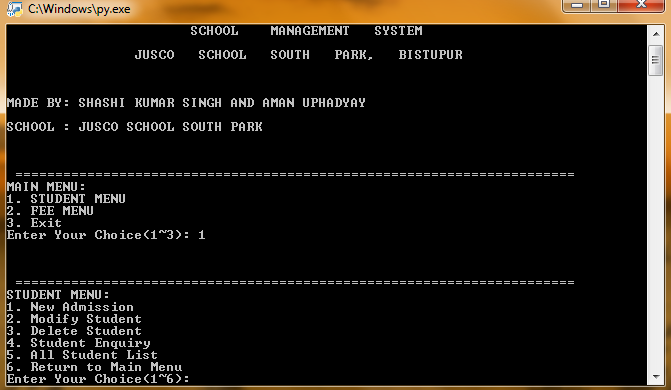 C:\Windows\py.exe
SCHOOL MANAGEMENT SYSTEM
JUSCO SCHOOL SOUTH PARK, BISTUPUR
MADE BY: SHASHI KUMAR SINGH AND AMAN UPHADYAY
SCHOOL : JUSCO SCHOOL SOUTH PARK
======================================================================
MAIN MENU:
1. STUDENT MENU
2. FEE MENU
3. Exit
Enter Your Choice(1~3): 1
======================================================================
STUDENT MENU:
1. New Admission
2. Modify Student
3. Delete Student
4. Student Enquiry
5. All Student List
6. Return to Main Menu
Enter Your Choice(1~6):